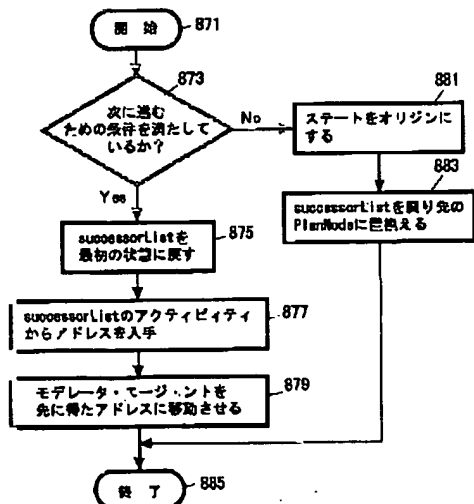 開 始
871
873
次に進む
ための条件を満たして
いるか?
No
Yes
881
ステートをオリジンに
する
883
successorListを戻り先の
PlanNodeに置換える
successorListを
最初の状態に戻す
875
successorListのアクティビィティ
からアドレスを入手
877
モデレータ・エージェントを
先に得たアドレスに移動させる
879
終 了
885